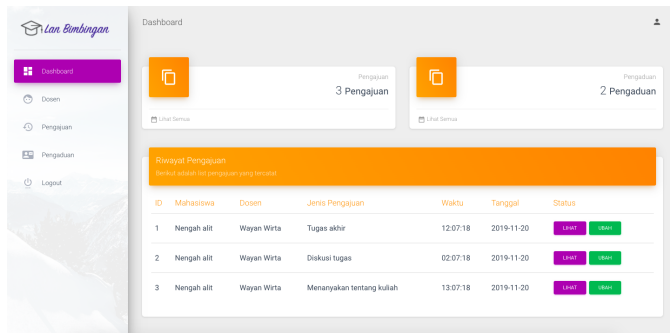 Lan Bimbingan
Dashboard
Dosen
Pengajuan
Pengaduan
Logout
Dashboard
Pengajuan
3 Pengajuan
Lihat Semua
Pengaduan
2 Pengaduan
Lihat Semua
Riwayat Pengajuan
Berikut adalah list pengajuan yang tercatat
ID Mahasiswa Dosen Jenis Pengajuan Waktu Tanggal Status
1 Nengah alit Wayan Wirta Tugas akhir 12:07:18 2019-11-20 LIHAT UBAH
2 Nengah alit Wayan Wirta Diskusi tugas 02:07:18 2019-11-20 LIHAT UBAH
3 Nengah alit Wayan Wirta Menanyakan tentang kuliah 13:07:18 2019-11-20 LIHAT UBAH